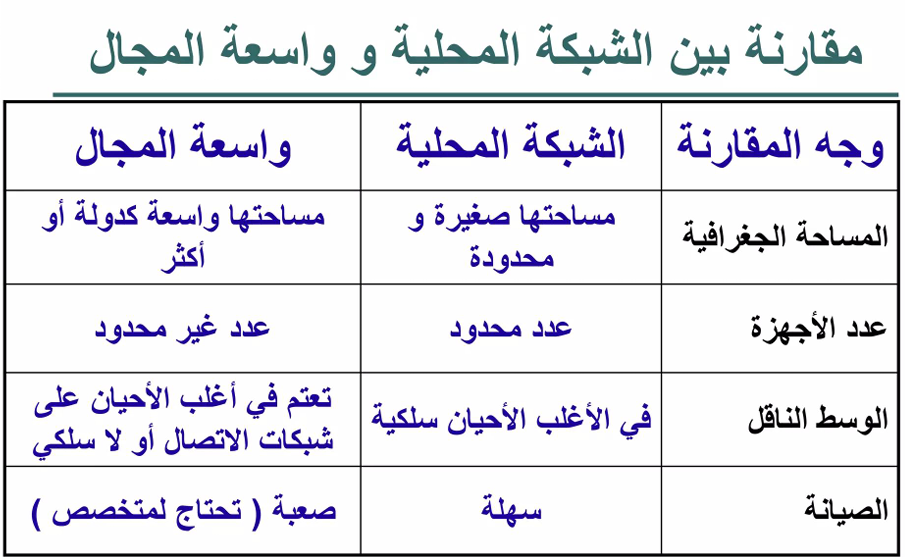 مقارنة بين الشبكة المحلية و واسعة المجال
وجه المقارنة
الشبكة المحلية
واسعة المجال
المساحة الجغرافية
مساحتها صغيرة و
محدودة
مساحتها واسعة كدولة أو
أكثر
عدد الأجهزة
عدد محدود
عدد غير محدود
الوسط الناقل
في الأغلب الأحيان سلكية
تعتم في أغلب الأحيان على
شبكات الاتصال أو لا سلكي
الصيانة
سهلة
صعبة ( تحتاج لمتخصص )